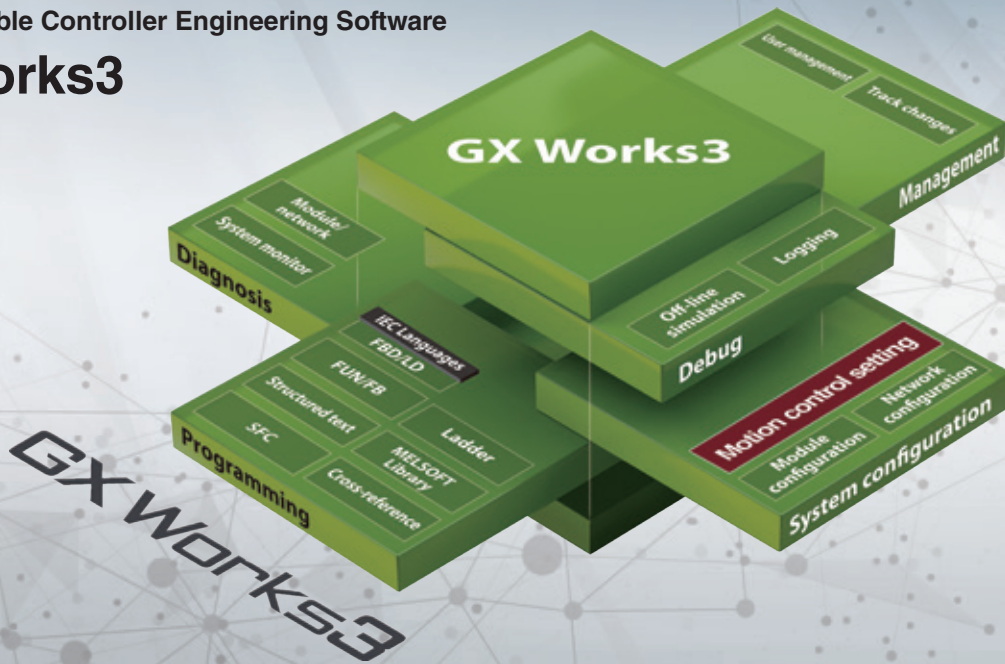 ble Controller Engineering Software
orks3
User management
Track changes
Management
GX Works3
Module/
network
System monitor
Diagnosis
Logging
Off-line
simulation
Debug
IEC Languages
FBD/LD
FUN/FB
Structured text
SFC
Ladder
MELSOFT
Library
Cross-reference
Programming
Motion control setting
Network
configuration
Module
configuration
System configuration
GX Works3